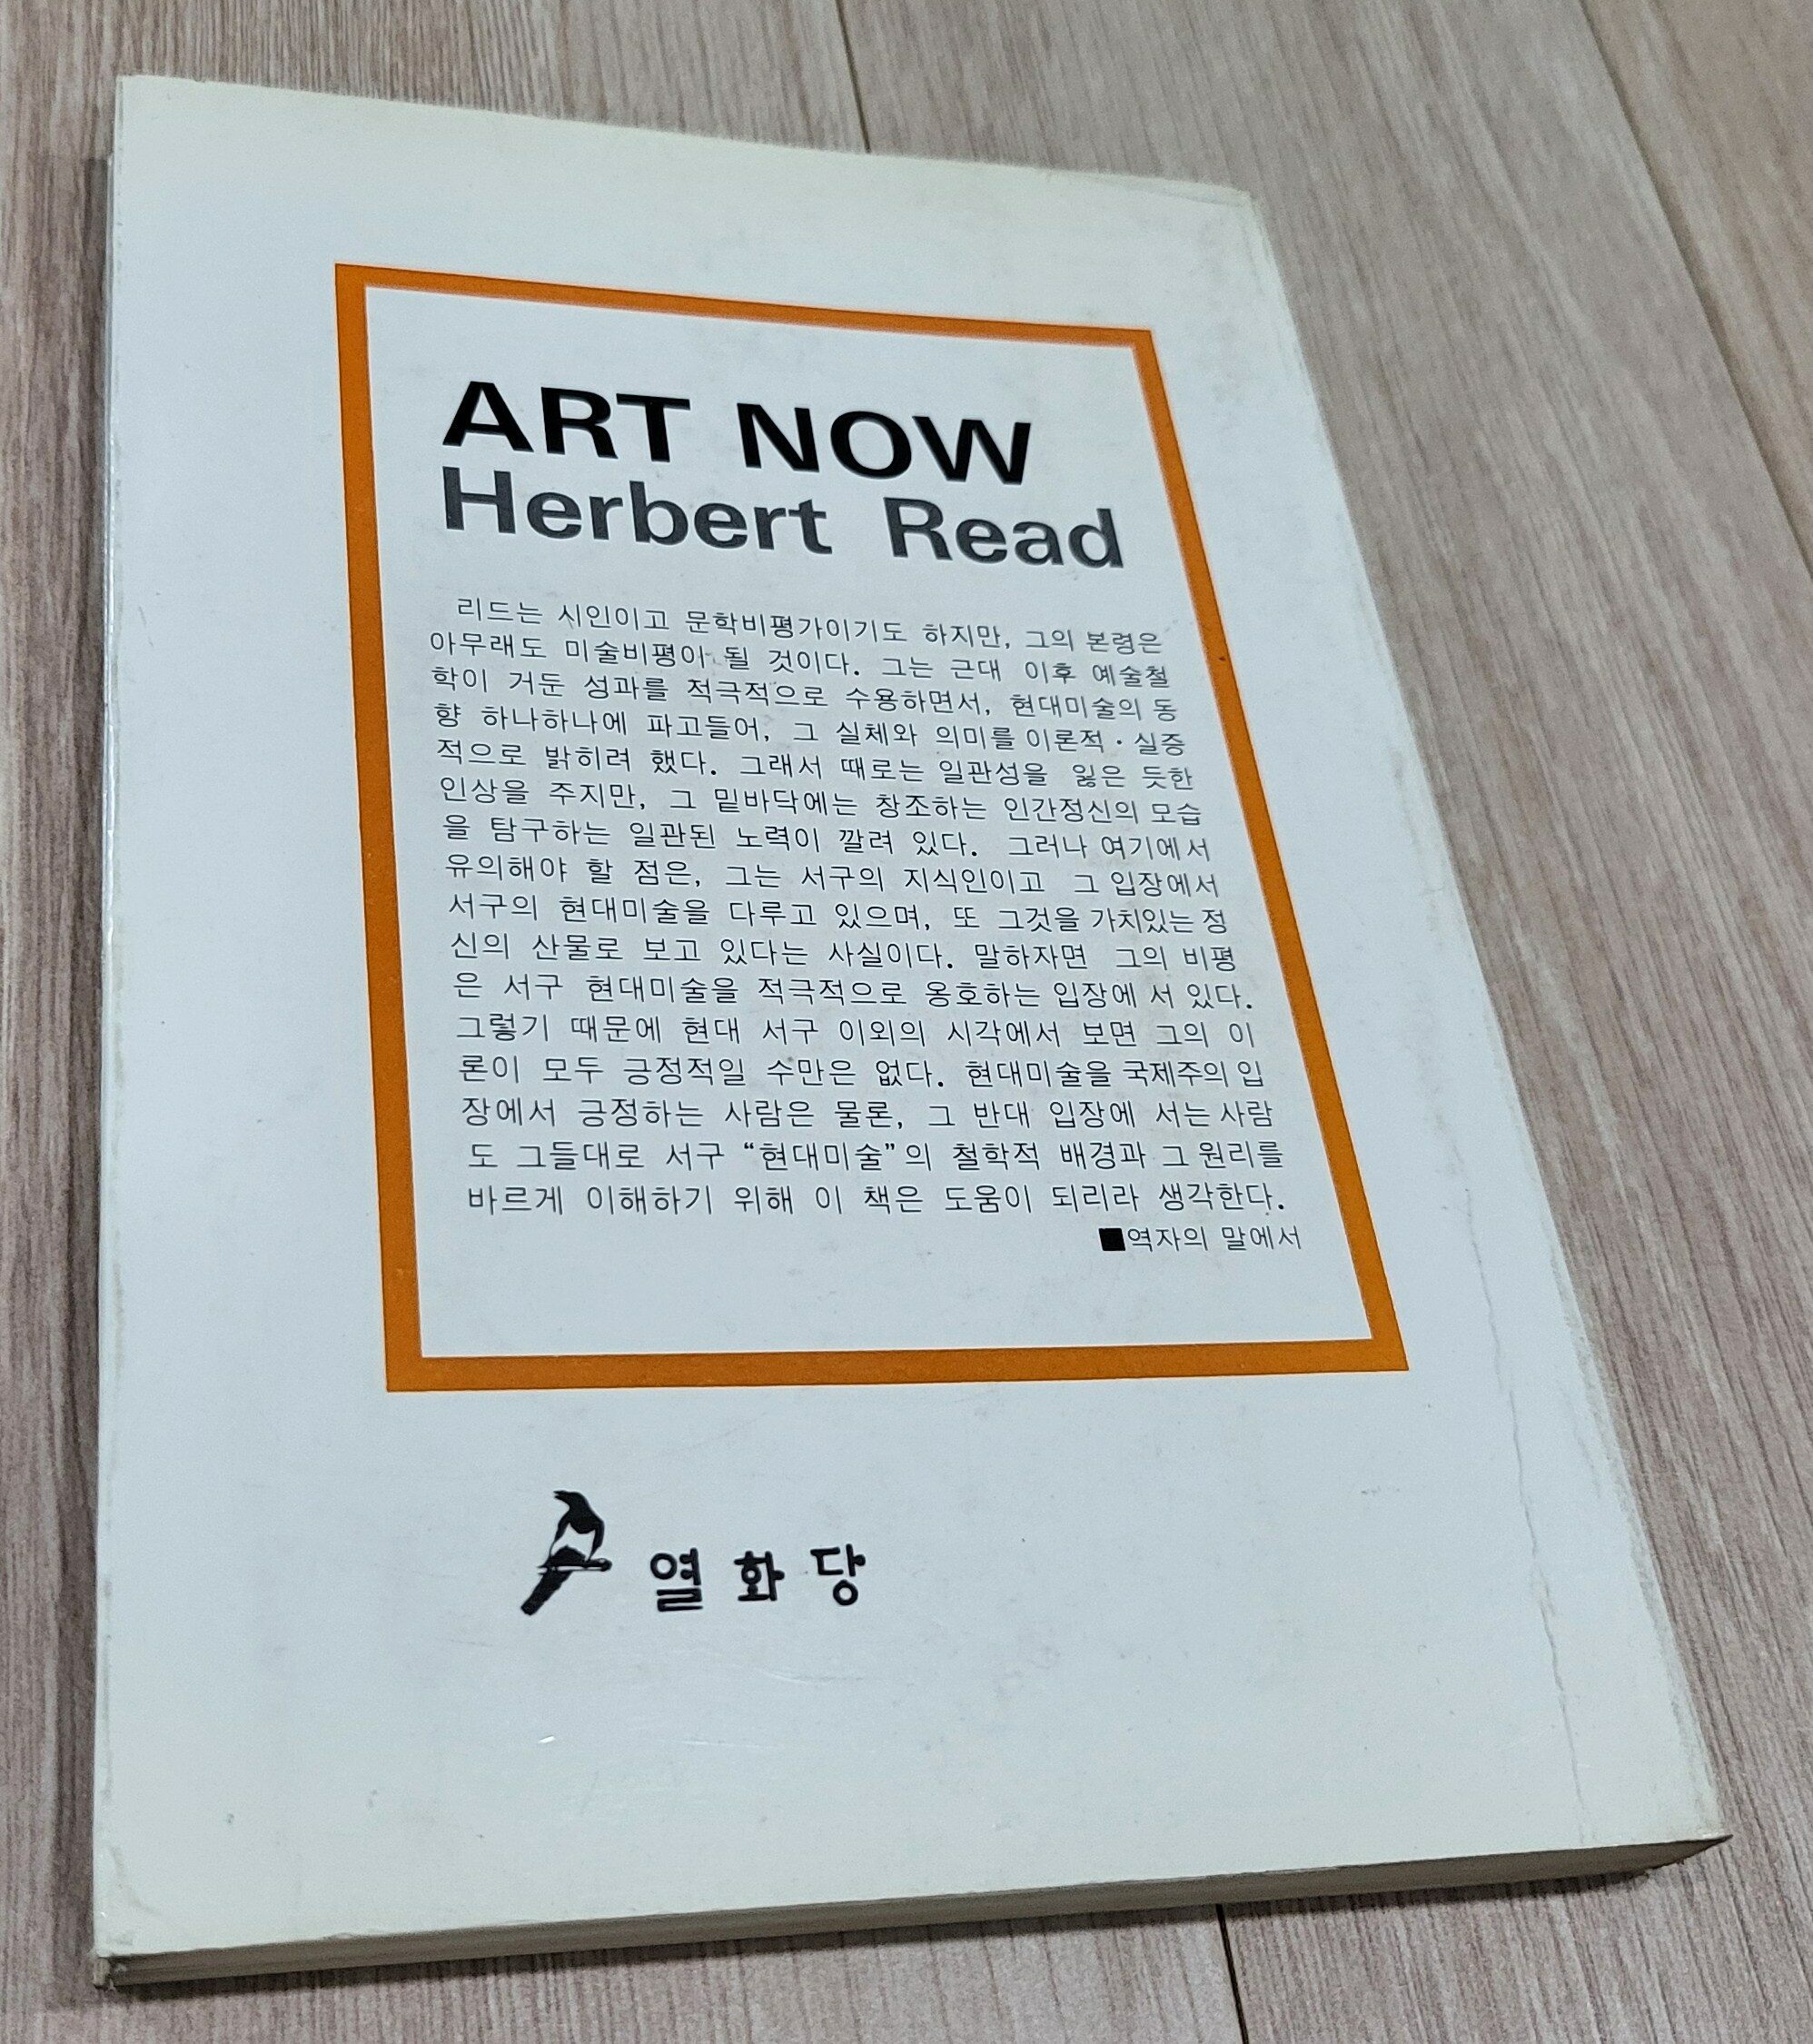 ART NOW
Herbert Read
리드는 시인이고 문학비평가이기도 하지만, 그의 본령은
아무래도 미술비평이 될 것이다. 그는 근대 이후 예술철
학이 거둔 성과를 적극적으로 수용하면서, 현대미술의 동
향 하나하나에 파고들어, 그 실체와 의미를 이론적·실증
적으로 밝히려 했다. 그래서 때로는 일관성을 잃은 듯한
인상을 주지만, 그 밑바닥에는 창조하는 인간정신의 모습
을 탐구하는 일관된 노력이 깔려 있다. 그러나 여기에서
유의해야 할 점은, 그는 서구의 지식인이고 그 입장에서
서구의 현대미술을 다루고 있으며, 또 그것을 가치있는 정
신의 산물로 보고 있다는 사실이다. 말하자면 그의 비평
은 서구 현대미술을 적극적으로 옹호하는 입장에 서 있다.
그렇기 때문에 현대 서구 이외의 시각에서 보면 그의 이
론이 모두 긍정적일 수만은 없다. 현대미술을 국제주의 입
장에서 긍정하는 사람은 물론, 그 반대 입장에 서는 사람
도 그들대로 서구 “현대미술”의 철학적 배경과 그 원리를
바르게 이해하기 위해 이 책은 도움이 되리라 생각한다.
■역자의 말에서
열화당